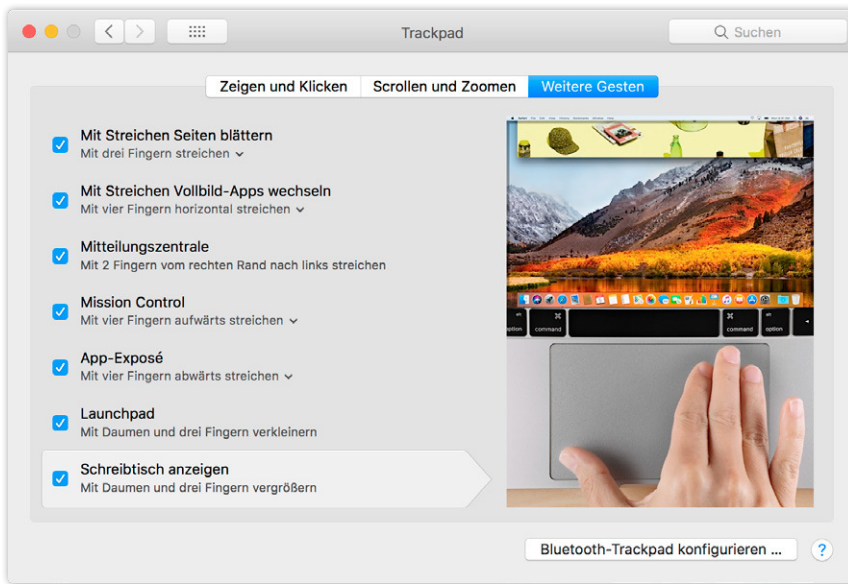 Trackpad
Suchen
Zeigen und Klicken
Scrollen und Zoomen
Weitere Gesten
Mit Streichen Seiten blättern
Mit drei Fingern streichen
Mit Streichen Vollbild-Apps wechseln
Mit vier Fingern horizontal streichen
Mitteilungszentrale
Mit 2 Fingern vom rechten Rand nach links streichen
Mission Control
Mit vier Fingern aufwärts streichen
App-Exposé
Mit vier Fingern abwärts streichen
Launchpad
Mit Daumen und drei Fingern verkleinern
Schreibtisch anzeigen
Mit Daumen und drei Fingern vergrößern
alt ⌘ ⌘ alt
option command command option
Bluetooth-Trackpad konfigurieren ...
?